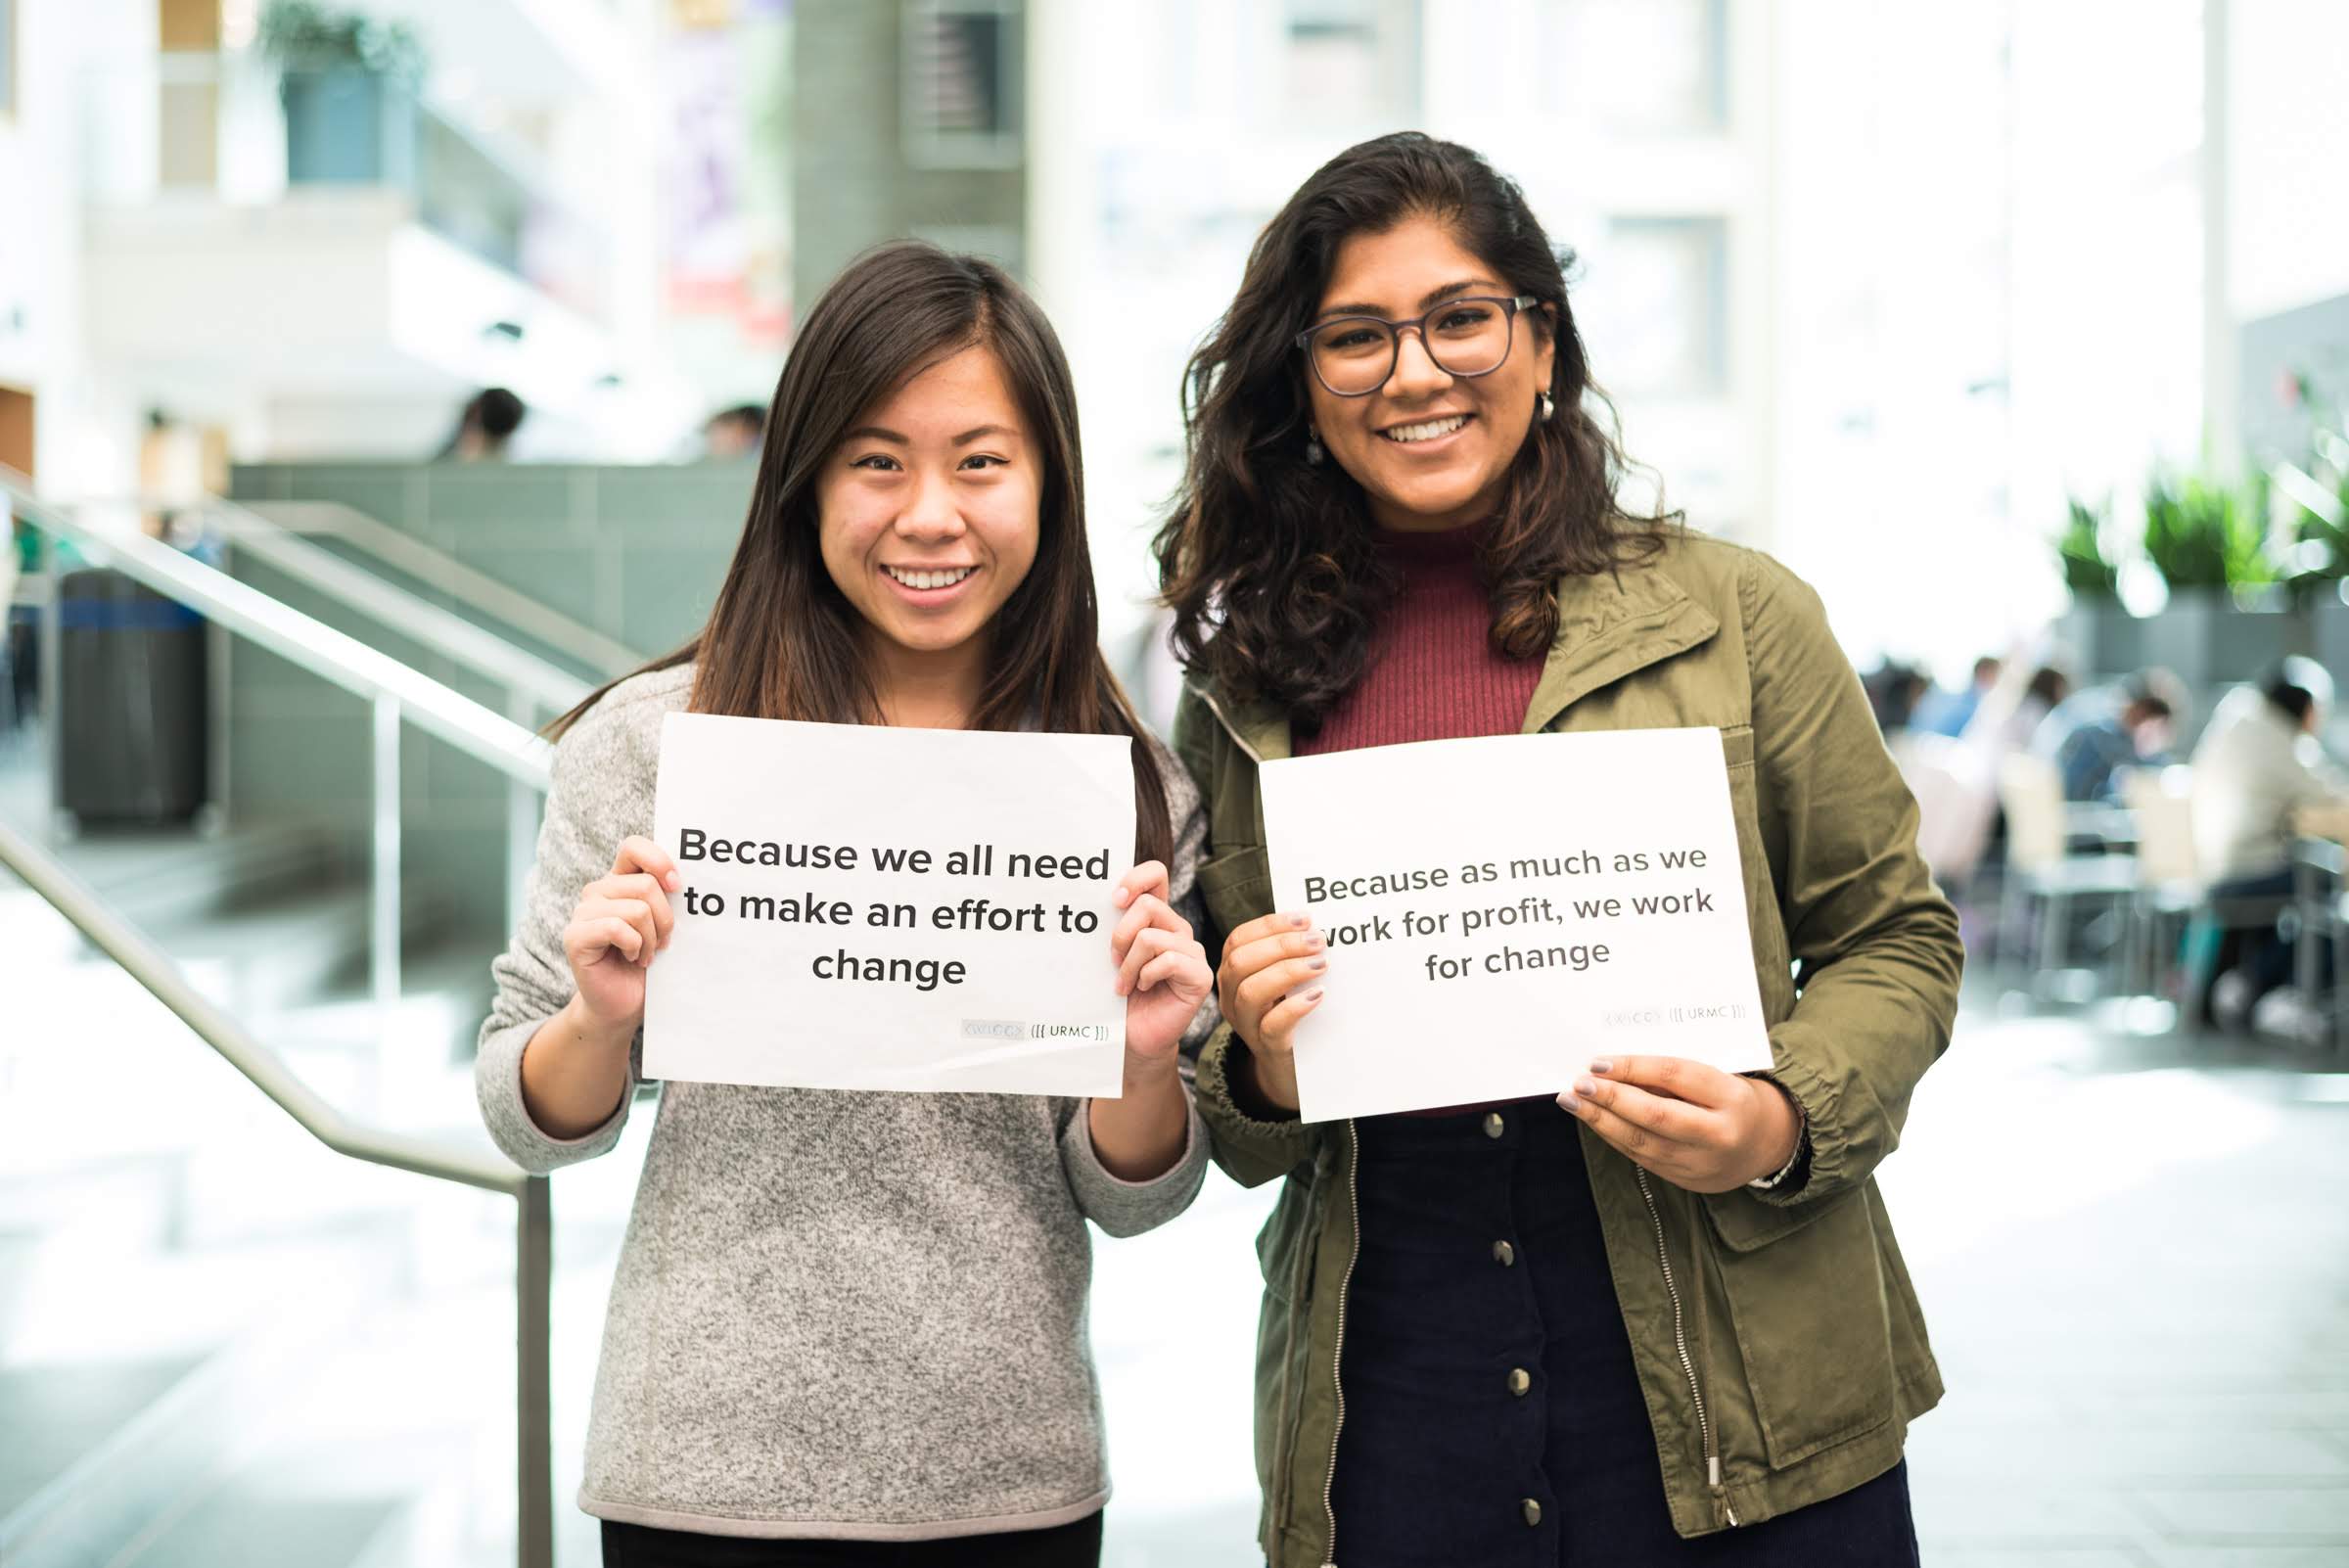 Because we all need
to make an effort to
change
<WiCC> ([[ URMC ]])
Because as much as we
work for profit, we work
for change
<WiCC> ([[ URMC ]])